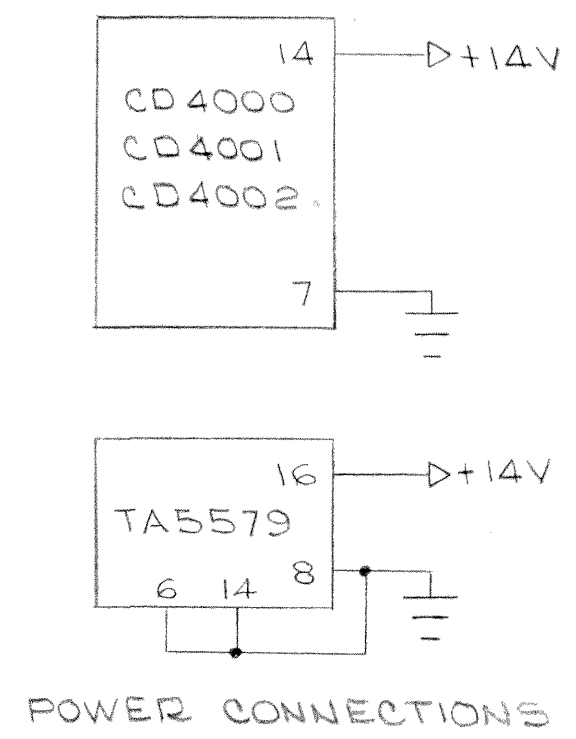 14
+14V
CD4000
CD4001
CD4002
7
16
+14V
TA5579
8
6 14
POWER CONNECTIONS